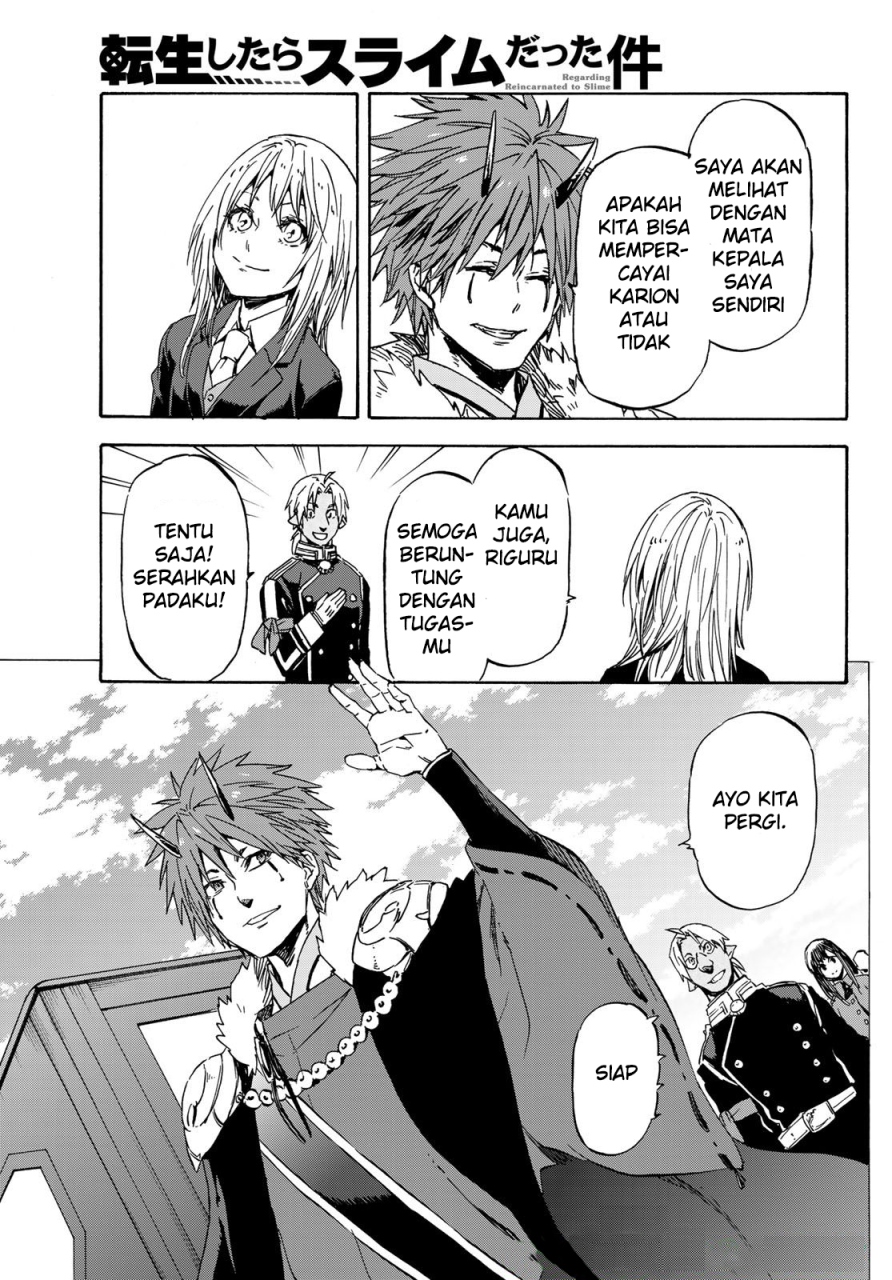 転生したらスライムだった件
Regarding
Reincarnated to Slime
SAYA AKAN
MELIHAT
DENGAN
MATA
KEPALA
SAYA
SENDIRI
APAKAH
KITA BISA
MEMPER-
CAYAI
KARION
ATAU
TIDAK
KAMU
JUGA,
RIGURU
SEMOGA
BERUN-
TUNG
DENGAN
TUGAS-
MU
TENTU
SAJA!
SERAHKAN
PADAKU!
AYO KITA
PERGI.
SIAP